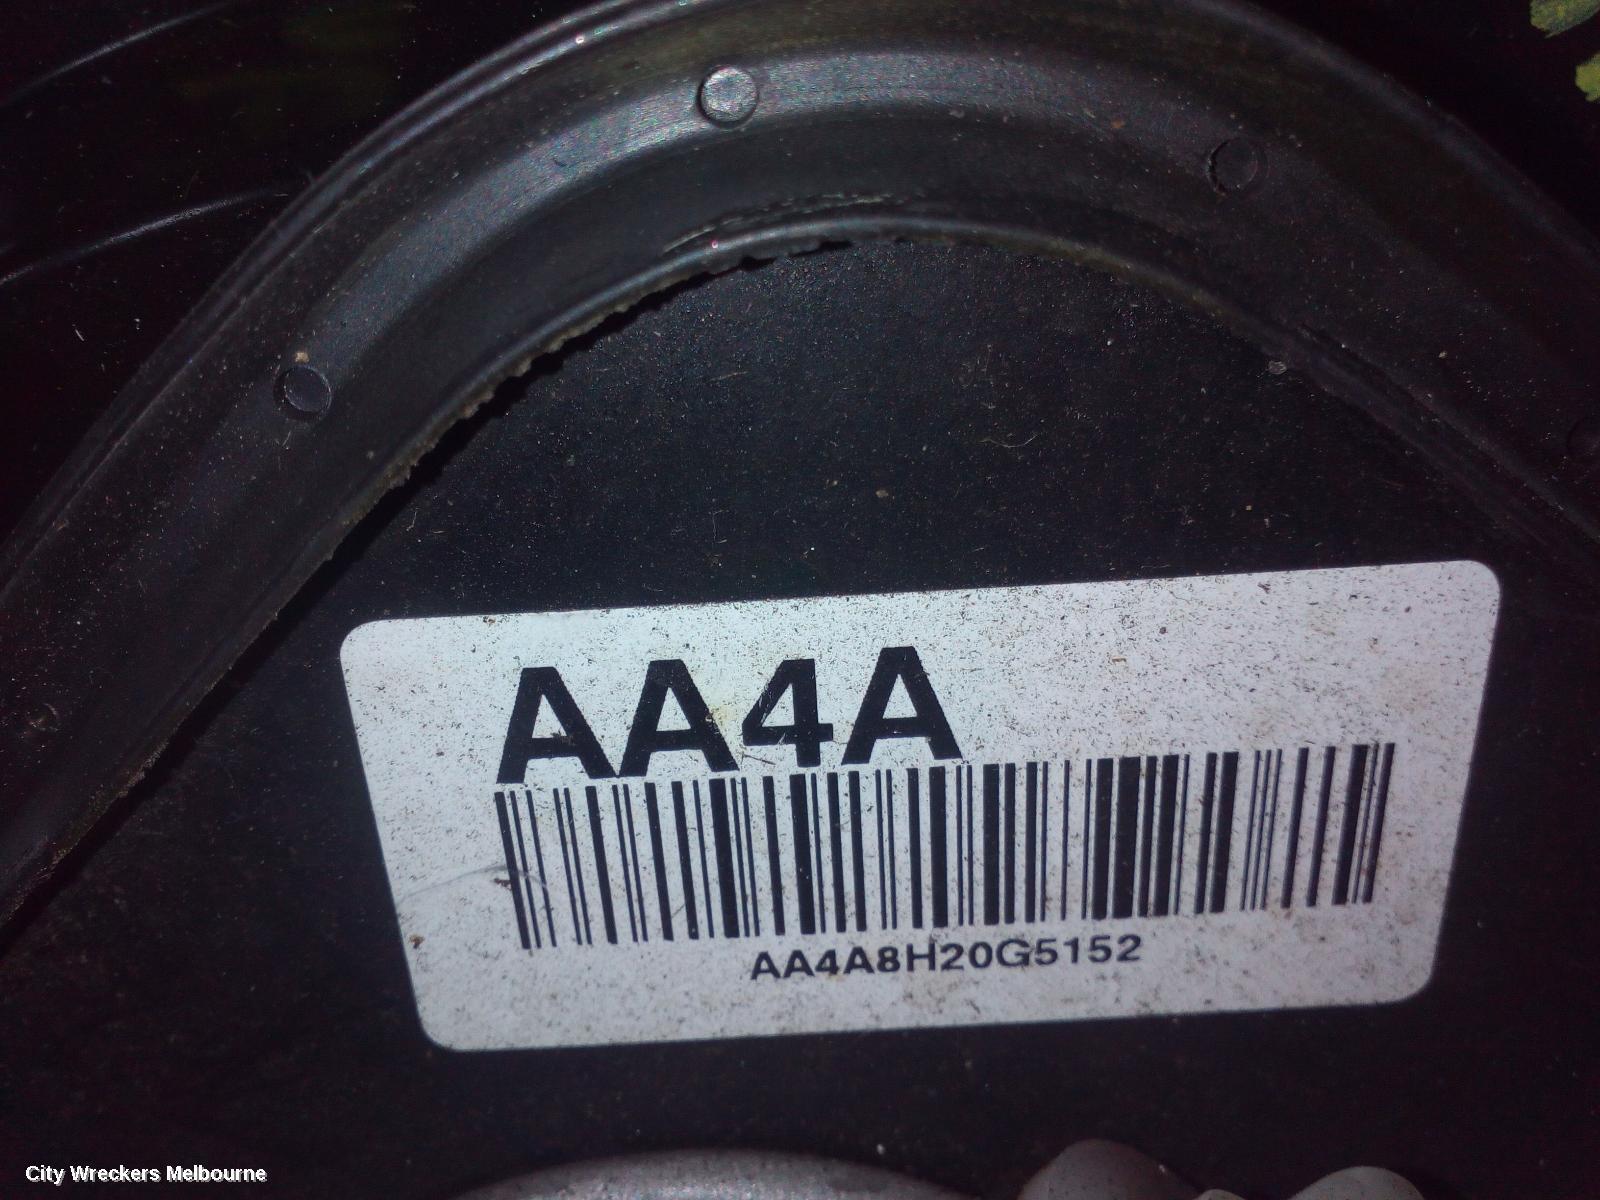 AA4A
AA4A8H20G5152
City Wreckers Melbourne